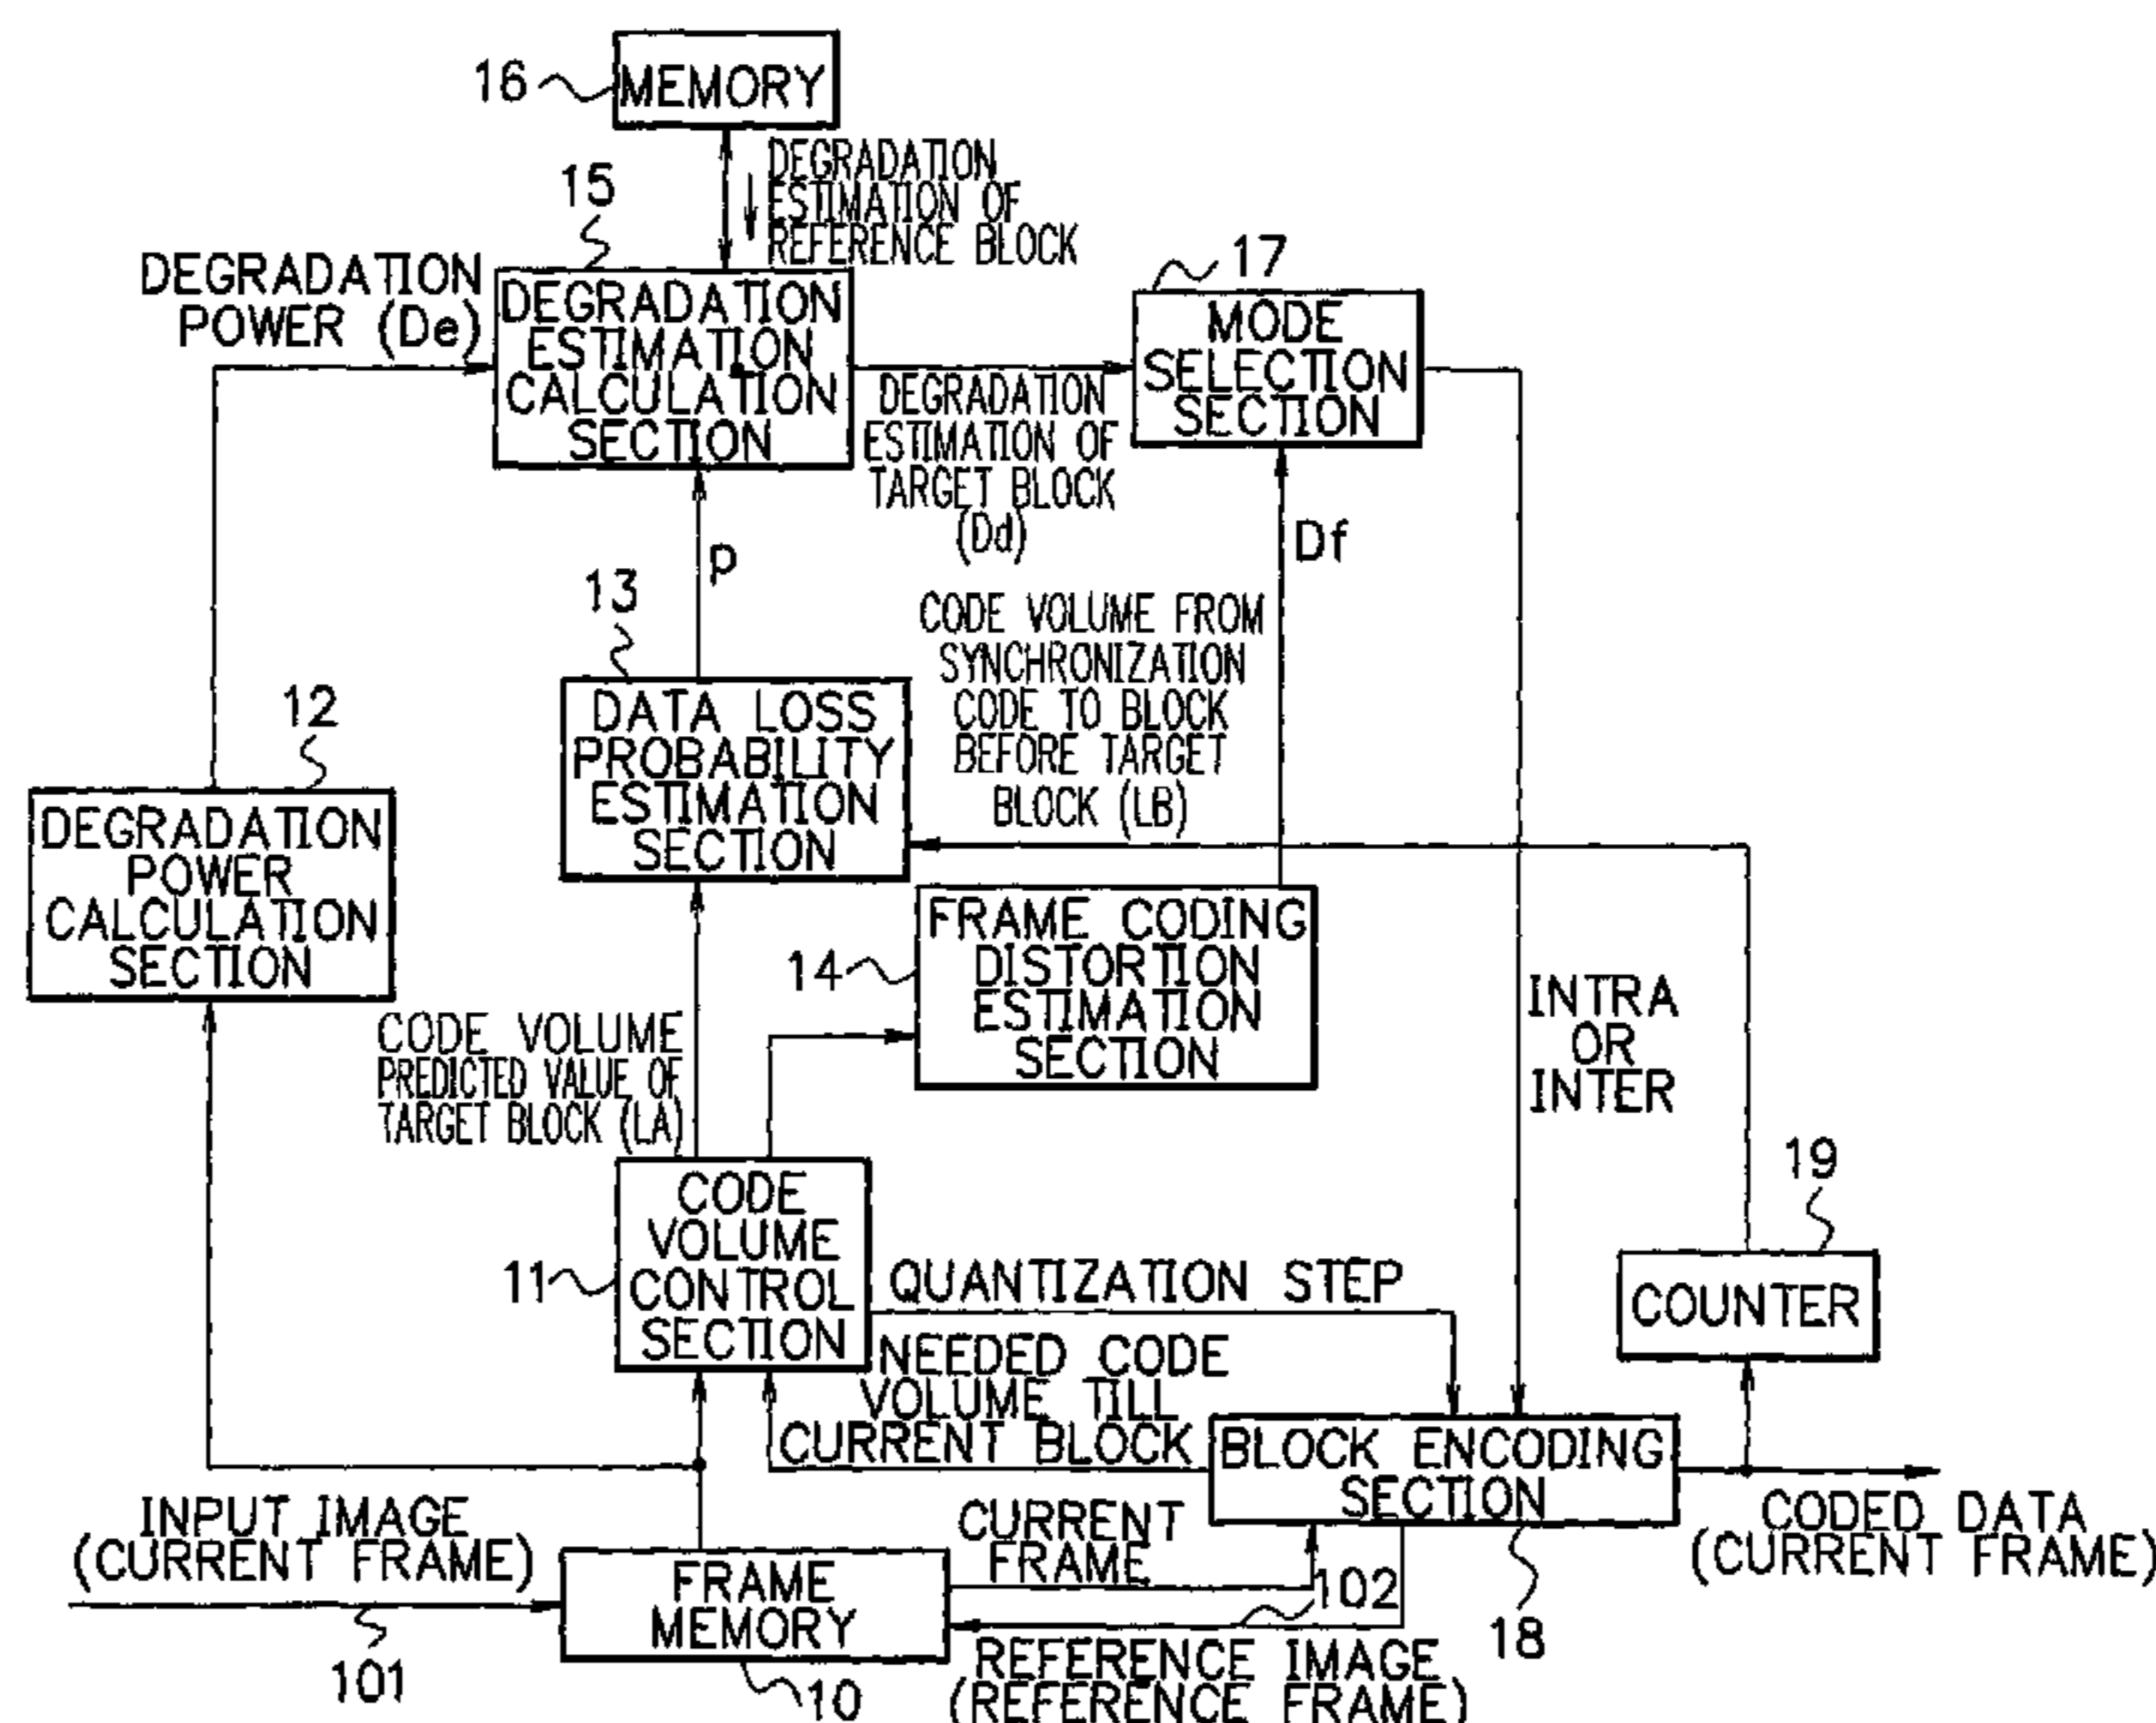 16
MEMORY
DEGRADATION
ESTIMATION OF
REFERENCE BLOCK
15
DEGRADATION
POWER (De)
DEGRADATION
ESTIMATION
CALCULATION
SECTION
17
MODE
SELECTION
SECTION
DEGRADATION
ESTIMATION OF
TARGET BLOCK
(Dd)
p
Df
13
DATA LOSS
PROBABILITY
ESTIMATION
SECTION
CODE VOLUME FROM
SYNCHRONIZATION
CODE TO BLOCK
BEFORE TARGET
BLOCK (LB)
12
DEGRADATION
POWER
CALCULATION
SECTION
14
FRAME CODING
DISTORTION
ESTIMATION
SECTION
INTRA
OR
INTER
CODE VOLUME
PREDICTED VALUE OF
TARGET BLOCK (LA)
11
CODE
VOLUME
CONTROL
SECTION
QUANTIZATION STEP
19
COUNTER
NEEDED CODE
VOLUME TILL
CURRENT BLOCK
BLOCK ENCODING
SECTION
18
CODED DATA
(CURRENT FRAME)
INPUT IMAGE
(CURRENT FRAME)
101
FRAME
MEMORY
10
CURRENT
FRAME
102
REFERENCE IMAGE
(REFERENCE FRAME)